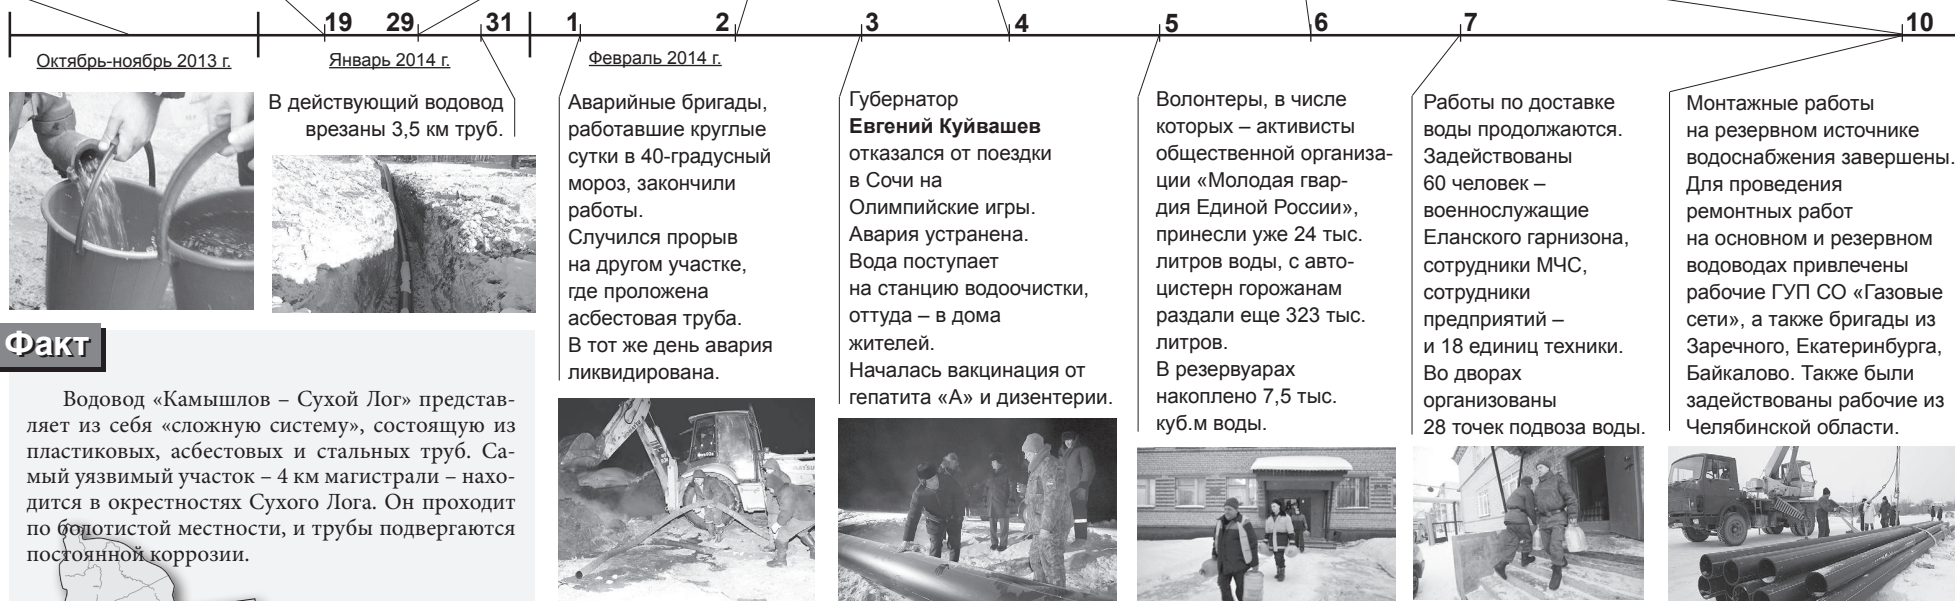 19 29 31 1 2 3 4 5 6 7 10
Октябрь-ноябрь 2013 г.
Январь 2014 г.
Февраль 2014 г.
В действующий водовод
врезаны 3,5 км труб.
Аварийные бригады,
работавшие круглые
сутки в 40-градусный
мороз, закончили
работы.
Случился прорыв
на другом участке,
где проложена
асбестовая труба.
В тот же день авария
ликвидирована.
Губернатор
Евгений Куйвашев
отказался от поездки
в Сочи на
Олимпийские игры.
Авария устранена.
Вода поступает
на станцию водоочистки,
оттуда – в дома
жителей.
Началась вакцинация от
гепатита «А» и дизентерии.
Волонтеры, в числе
которых – активисты
общественной организа-
ции «Молодая гвар-
дия Единой России»,
принесли уже 24 тыс.
литров воды, с авто-
цистерн горожанам
раздали еще 323 тыс.
литров.
В резервуарах
накоплено 7,5 тыс.
куб.м воды.
Работы по доставке
воды продолжаются.
Задействованы
60 человек –
военнослужащие
Еланского гарнизона,
сотрудники МЧС,
сотрудники
предприятий –
и 18 единиц техники.
Во дворах
организованы
28 точек подвоза воды.
Монтажные работы
на резервном источнике
водоснабжения завершены.
Для проведения
ремонтных работ
на основном и резервном
водоводах привлечены
рабочие ГУП СО «Газовые
сети», а также бригады из
Заречного, Екатеринбурга,
Байкалово. Также были
задействованы рабочие из
Челябинской области.
Факт
Водовод «Камышлов – Сухой Лог» представ-
ляет из себя «сложную систему», состоящую из
пластиковых, асбестовых и стальных труб. Са-
мый уязвимый участок – 4 км магистрали – нахо-
дится в окрестностях Сухого Лога. Он проходит
по болотистой местности, и трубы подвергаются
постоянной коррозии.